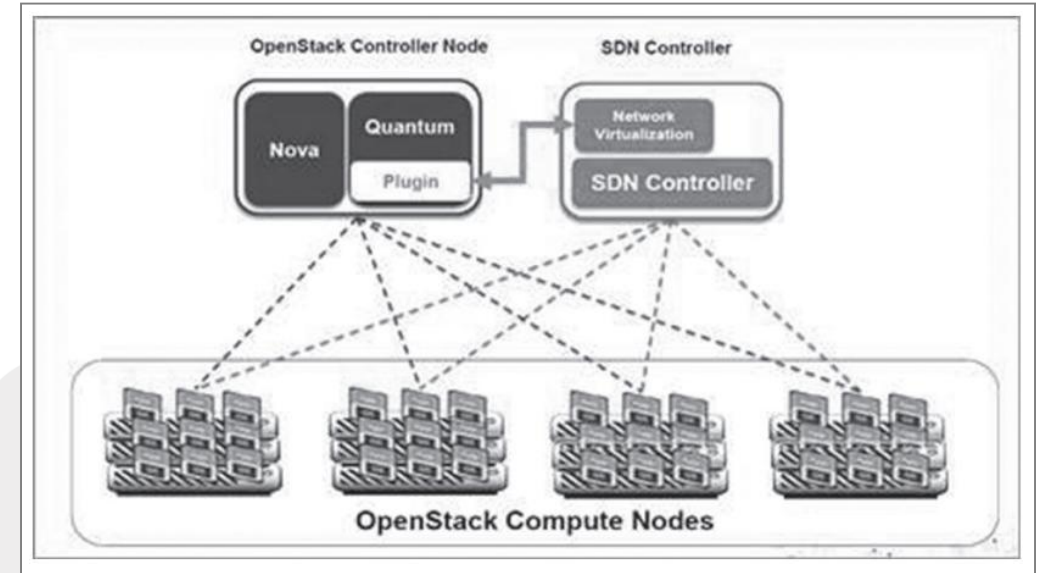 OpenStack Controller Node
SDN Controller
Nova
Quantum
Plugin
Network
Virtualization
SDN Controller
OpenStack Compute Nodes